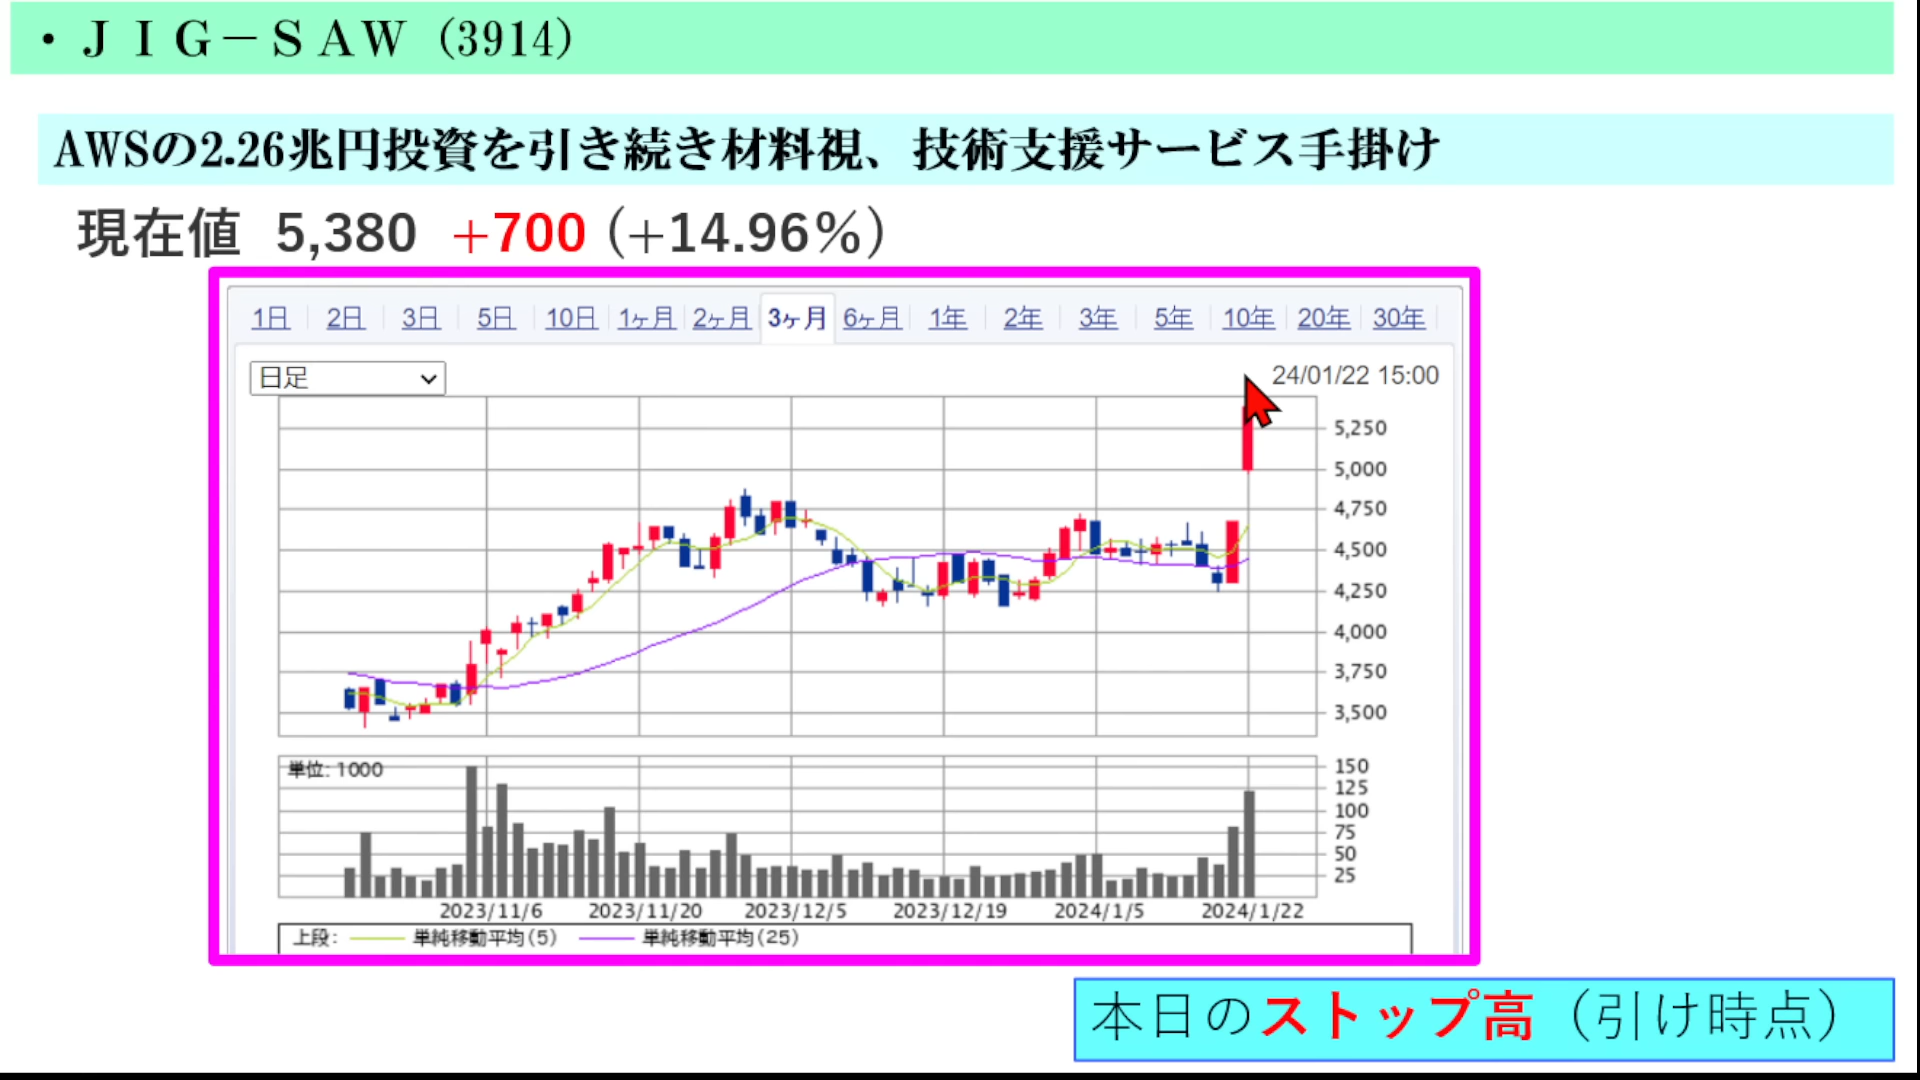 ・ＪＩＧ－ＳＡＷ（3914）
AWSの2.26兆円投資を引き続き材料視、技術支援サービス手掛け
現在値 5,380 +700（+14.96%）
1日 2日 3日 5日 10日 1ヶ月 2ヶ月 3ヶ月 6ヶ月 1年 2年 3年 5年 10年 20年 30年
日足 24/01/22 15:00
5,250
5,000
4,750
4,500
4,250
4,000
3,750
3,500
単位: 1000
150
125
100
75
50
25
2023/11/6 2023/11/20 2023/12/5 2023/12/19 2024/1/5 2024/1/22
上段: 単純移動平均(5) 単純移動平均(25)
本日のストップ高（引け時点）